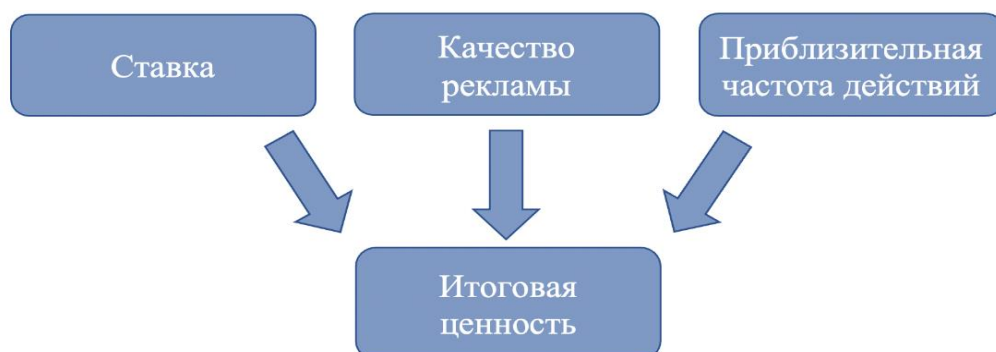 Ставка
Качество
рекламы
Приблизительная
частота действий
Итоговая
ценность